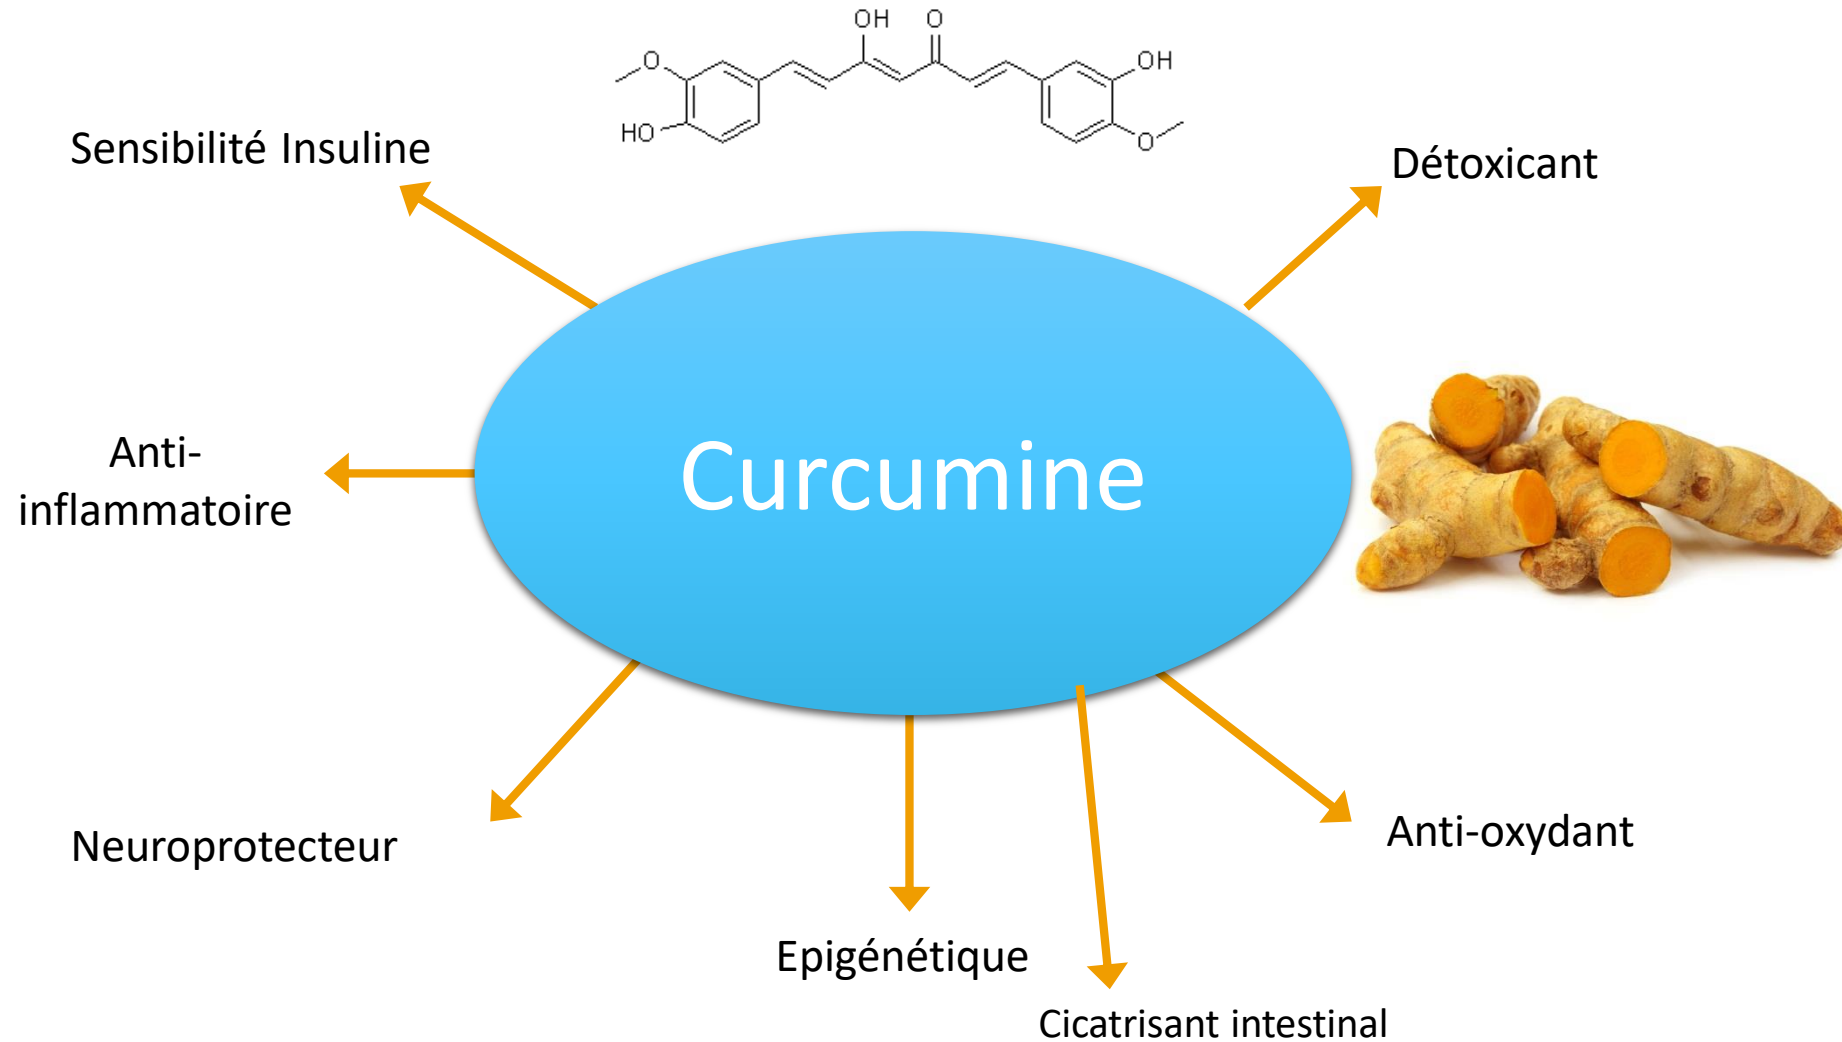 OH O
O
OH
HO
O
Sensibilité Insuline
Détoxicant
Anti-
inflammatoire
Curcumine
Neuroprotecteur
Anti-oxydant
Epigénétique
Cicatrisant intestinal